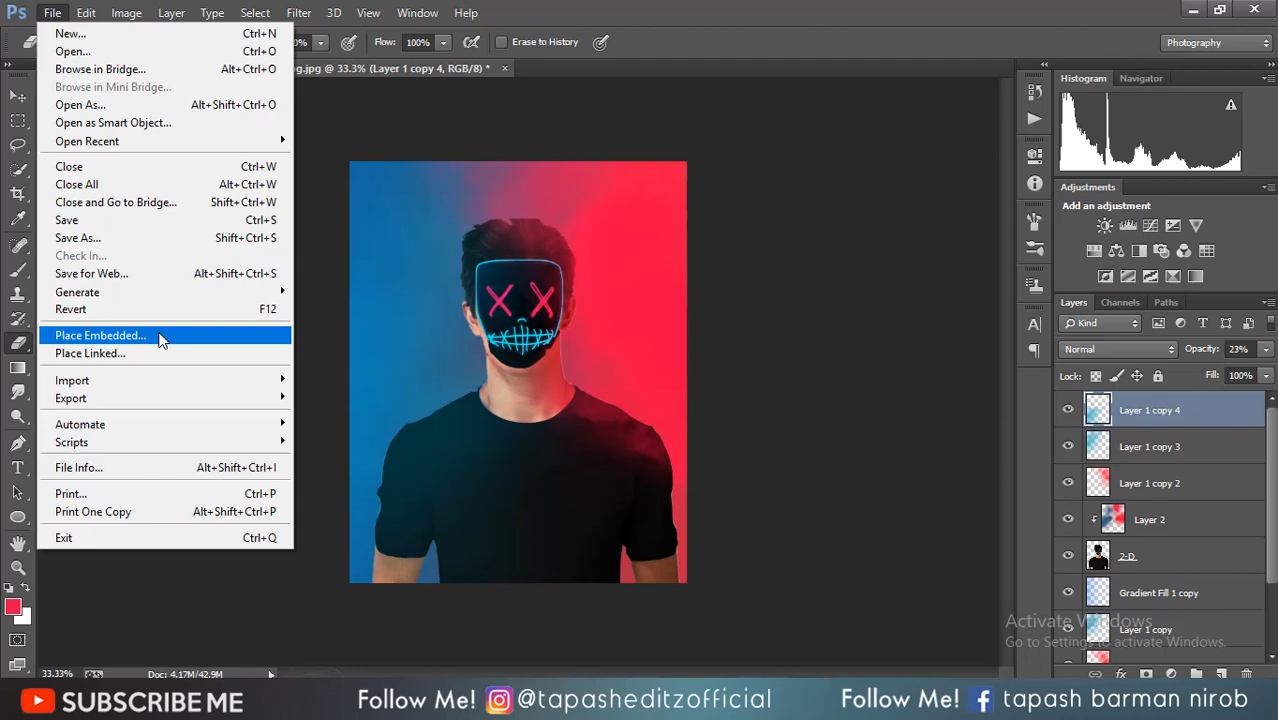 Ps File Edit Image Layer Type Select Filter 3D View Window Help
0% Flow: 100% Erase to History Photography
og.jpg @ 33.3% (Layer 1 copy 4, RGB/8) * ×
New... Ctrl+N
Open... Ctrl+O
Browse in Bridge... Alt+Ctrl+O
Browse in Mini Bridge...
Open As... Alt+Shift+Ctrl+O
Open as Smart Object...
Open Recent
Close Ctrl+W
Close All Alt+Ctrl+W
Close and Go to Bridge... Shift+Ctrl+W
Save Ctrl+S
Save As... Shift+Ctrl+S
Check In...
Save for Web... Alt+Shift+Ctrl+S
Generate
Revert F12
Place Embedded...
Place Linked...
Import
Export
Automate
Scripts
File Info... Alt+Shift+Ctrl+I
Print... Ctrl+P
Print One Copy Alt+Shift+Ctrl+P
Exit Ctrl+Q
33.33% Doc: 4.17M/42.9M
Histogram Navigator
Adjustments
Add an adjustment
Layers Channels Paths
Kind
Normal Opacity: 23%
Lock: Fill: 100%
Layer 1 copy 4
Layer 1 copy 3
Layer 1 copy 2
Layer 2
2-D
Gradient Fill 1 copy
Layer 1 copy
Activate Windows
Go to Settings to activate Windows.
SUBSCRIBE ME Follow Me! @tapasheditzofficial Follow Me! tapash barman nirob